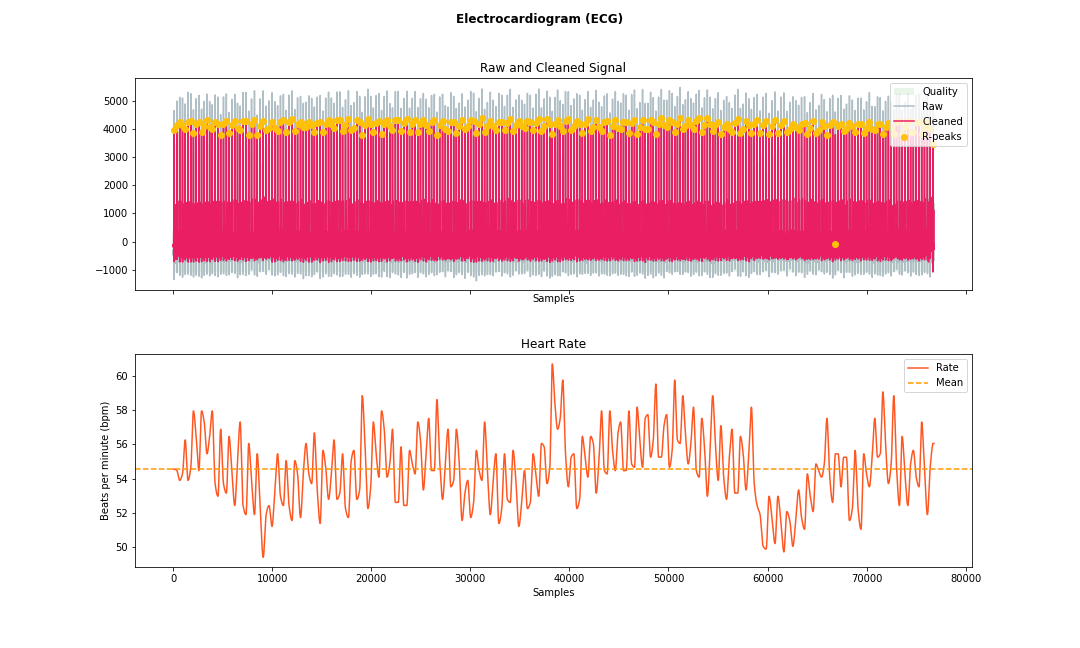 Electrocardiogram (ECG)
Raw and Cleaned Signal
5000
4000
3000
2000
1000
0
−1000
Quality
Raw
Cleaned
R-peaks
Samples
Heart Rate
Beats per minute (bpm)
60
58
56
54
52
50
Rate
Mean
0 10000 20000 30000 40000 50000 60000 70000 80000
Samples